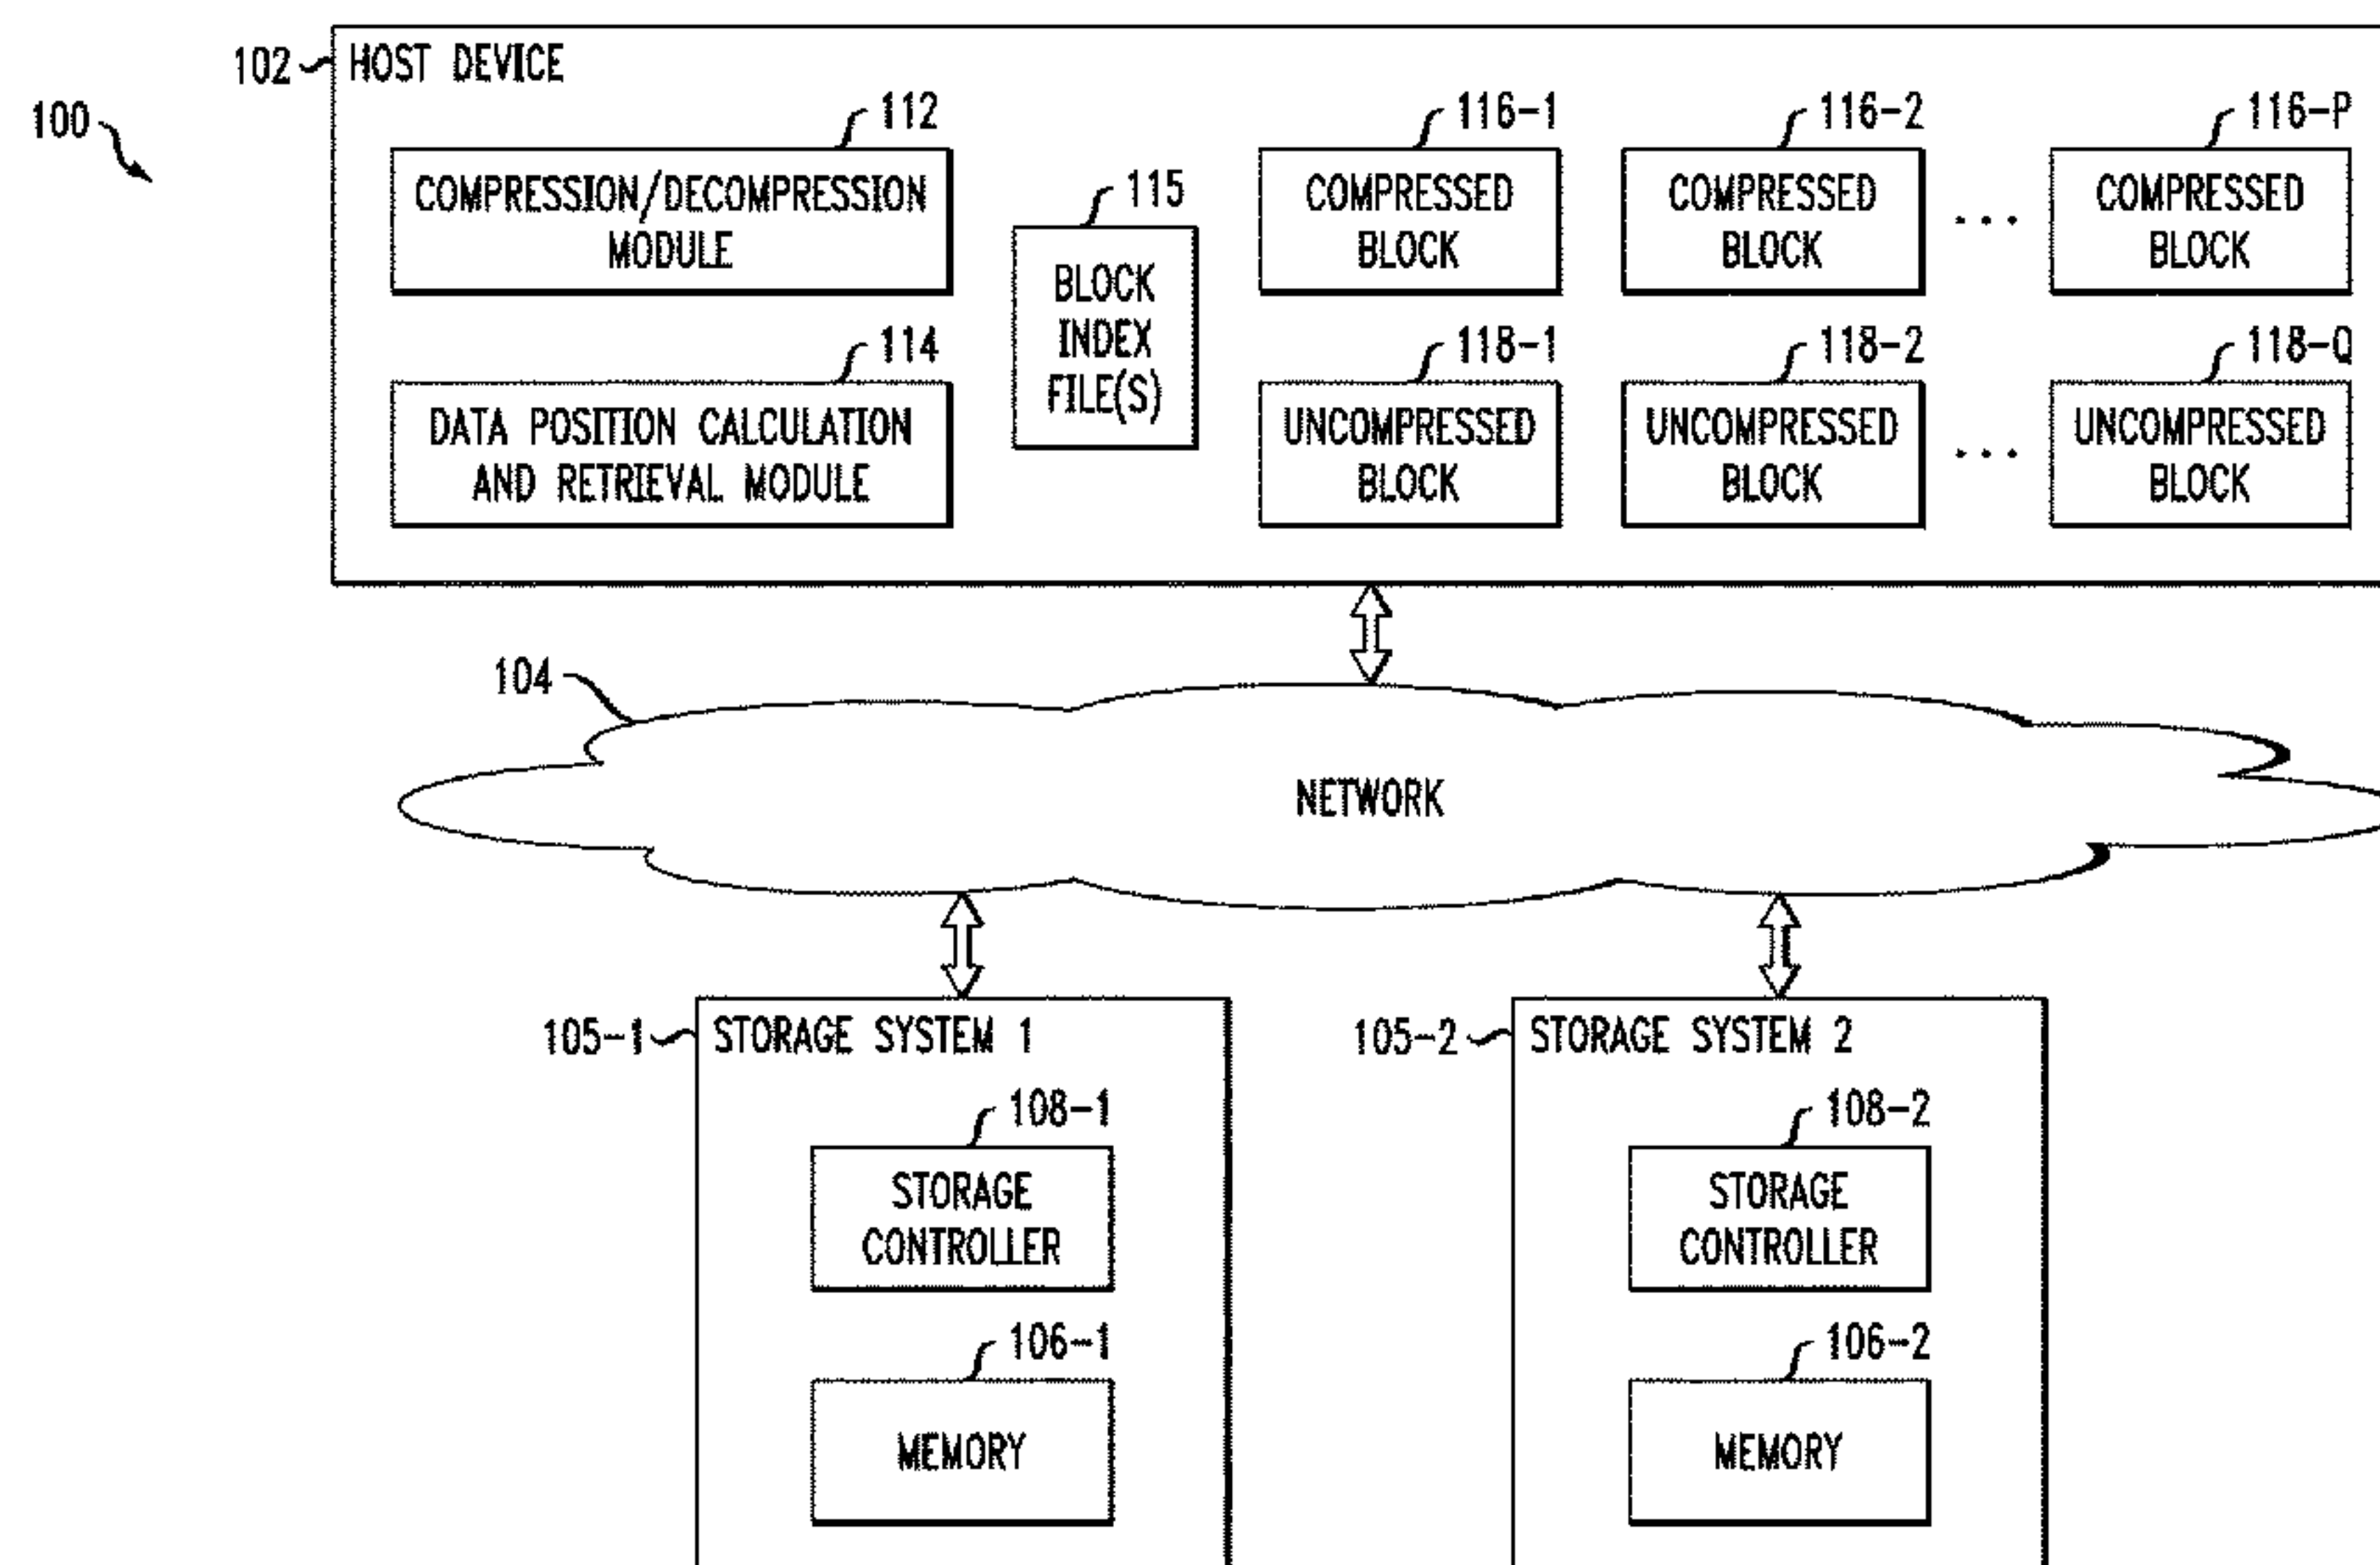 102 HOST DEVICE
100
112
116-1
116-2
116-P
COMPRESSION/DECOMPRESSION
MODULE
115
COMPRESSED
BLOCK
COMPRESSED
BLOCK
...
COMPRESSED
BLOCK
BLOCK
INDEX
FILE(S)
114
118-1
118-2
118-Q
DATA POSITION CALCULATION
AND RETRIEVAL MODULE
UNCOMPRESSED
BLOCK
UNCOMPRESSED
BLOCK
...
UNCOMPRESSED
BLOCK
104
NETWORK
105-1 STORAGE SYSTEM 1
108-1
STORAGE
CONTROLLER
106-1
MEMORY
105-2 STORAGE SYSTEM 2
108-2
STORAGE
CONTROLLER
106-2
MEMORY